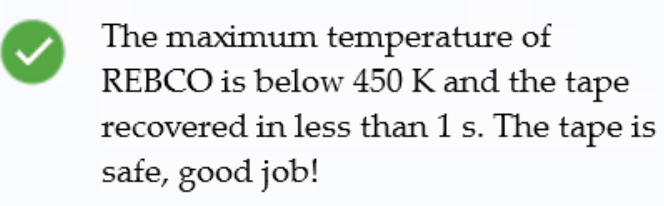 The maximum temperature of
REBCO is below 450 K and the tape
recovered in less than 1 s. The tape is
safe, good job!